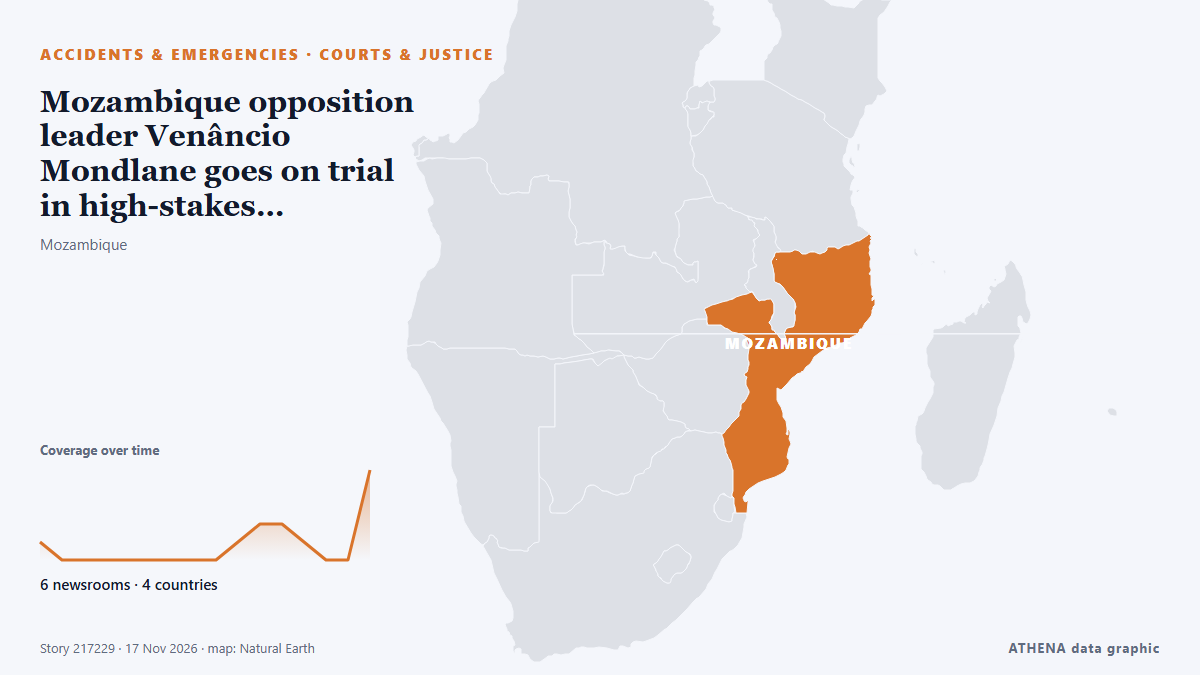 ACCIDENTS & EMERGENCIES · COURTS & JUSTICE
Mozambique opposition
leader Venâncio
Mondlane goes on trial
in high-stakes...
Mozambique
MOZAMBIQUE
Coverage over time
6 newsrooms · 4 countries
Story 217229 · 17 Nov 2026 · map: Natural Earth
ATHENA data graphic